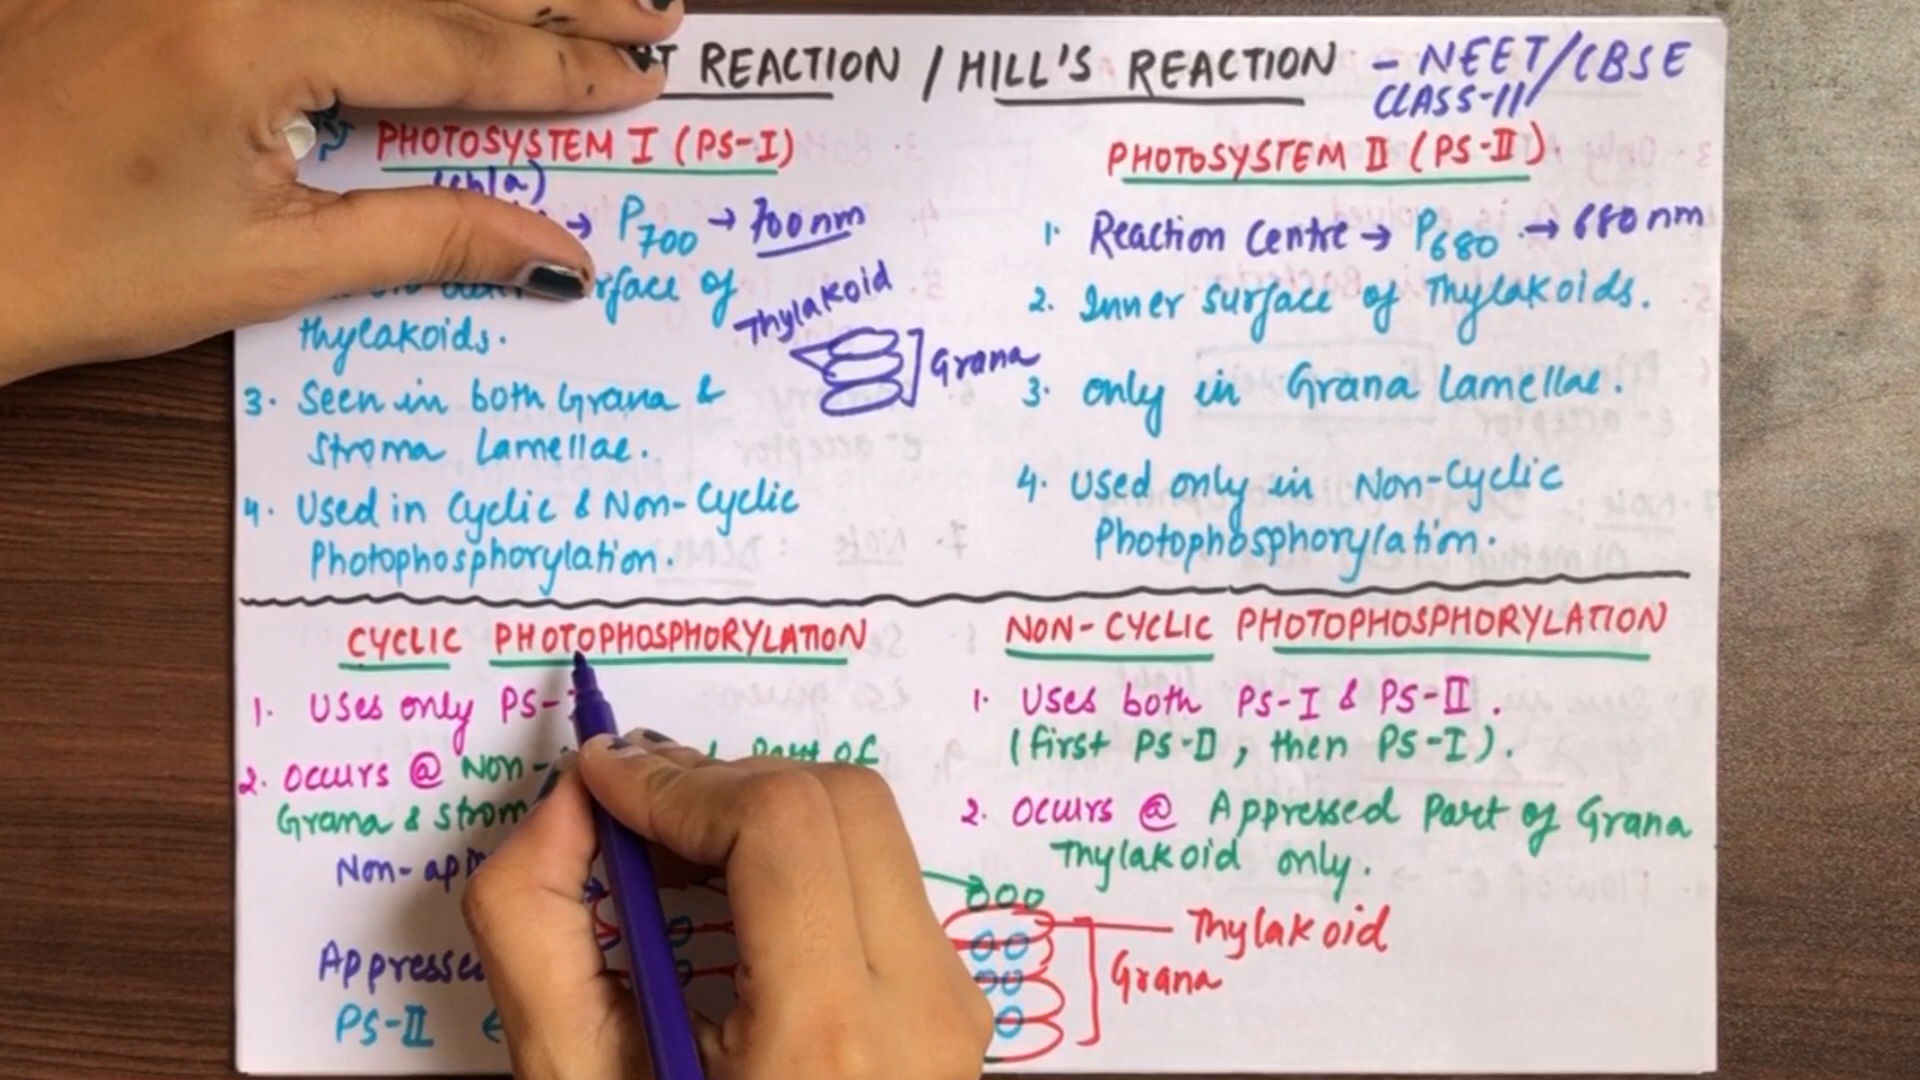 REACTION / HILL'S REACTION - NEET/CBSE
CLASS-11
PHOTOSYSTEM I (PS-I)
(chla)
→ P700 → 700nm
surface of
thylakoids.
Thylakoid
Grana
3. Seen in both Grana &
Stroma Lamellae.
4. Used in Cyclic & Non-Cyclic
Photophosphorylation.
PHOTOSYSTEM II (PS-II)
1. Reaction Centre → P680 → 680nm
2. Inner Surface of Thylakoids.
3. only in Grana Lamellae.
4. Used only in Non-Cyclic
Photophosphorylation.
CYCLIC PHOTOPHOSPHORYLATION
1. Uses only PS-I
2. Occurs @ Non- Part of
Grana & Strom
Non-
Appresse
PS-II
NON-CYCLIC PHOTOPHOSPHORYLATION
1. Uses both PS-I & PS-II.
(first PS-II, then PS-I).
2. Occurs @ Appressed Part of Grana
Thylakoid only.
Thylakoid
Grana